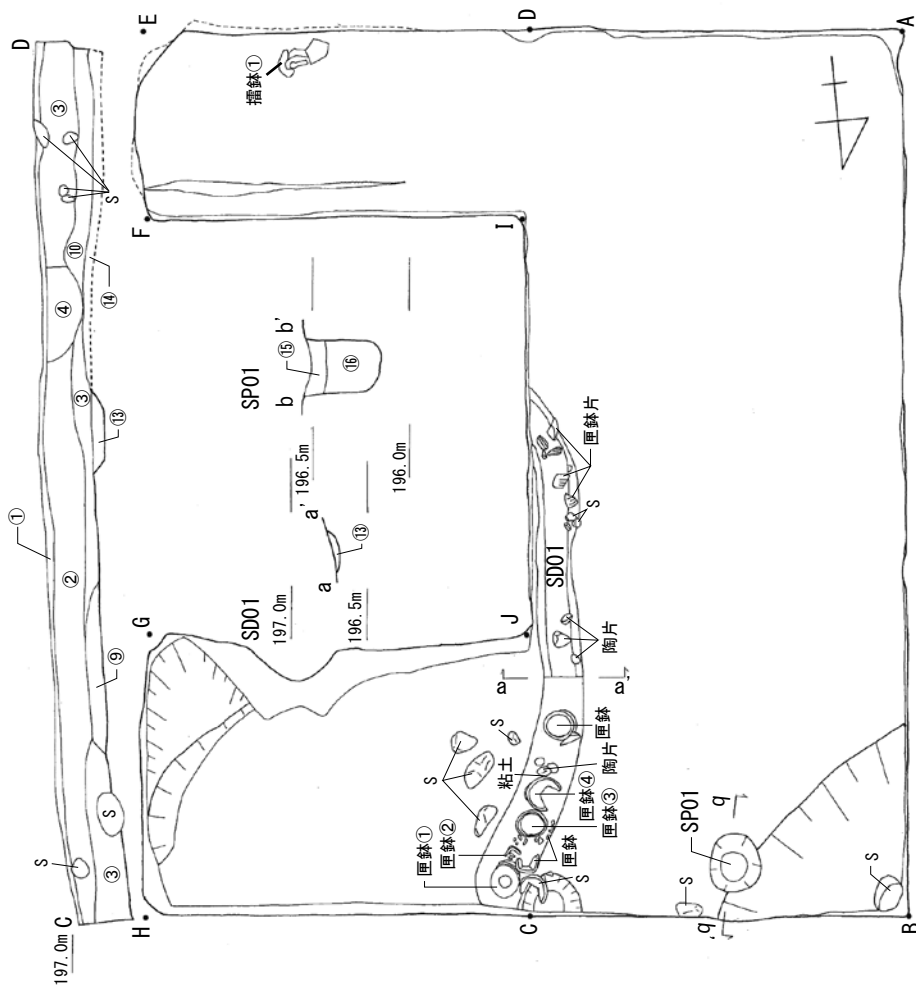 D
③
S
⑩
④
⑭
③
⑬
①
②
⑨
S
S
③
197.0m C
E
擂鉢①
D
A
F
I
SP01
b
b'
⑮
⑯
196.5m
196.0m
SD01
a
a'
⑬
197.0m
196.5m
G
J
匣鉢片
S
SD01
陶片
a
a'
匣鉢
陶片
粘土
S
S
匣鉢④
匣鉢③
匣鉢①
匣鉢②
匣鉢
S
SP01
b
b'
S
S
H
C
B